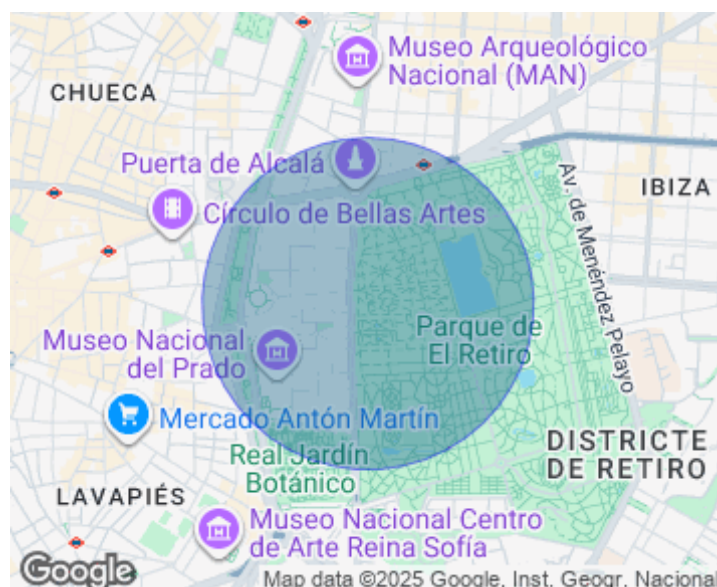 Museo Arqueológico
Nacional (MAN)
CHUECA
Puerta de Alcalá
IBIZA
Círculo de Bellas Artes
Av. de Menéndez Pelayo
Parque de
El Retiro
Museo Nacional
del Prado
Mercado Antón Martín
Real Jardín
Botánico
DISTRICTE
DE RETIRO
LAVAPIÉS
Museo Nacional Centro
de Arte Reina Sofía
Google
Map data ©2025 Google, Inst. Geogr. Nacional